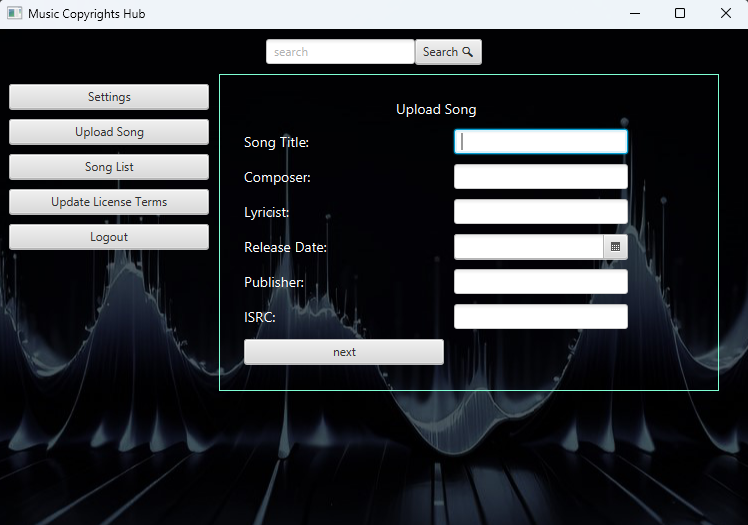 Music Copyrights Hub
search
Search
Settings
Upload Song
Song List
Update License Terms
Logout
Upload Song
Song Title:
Composer:
Lyricist:
Release Date:
Publisher:
ISRC:
next